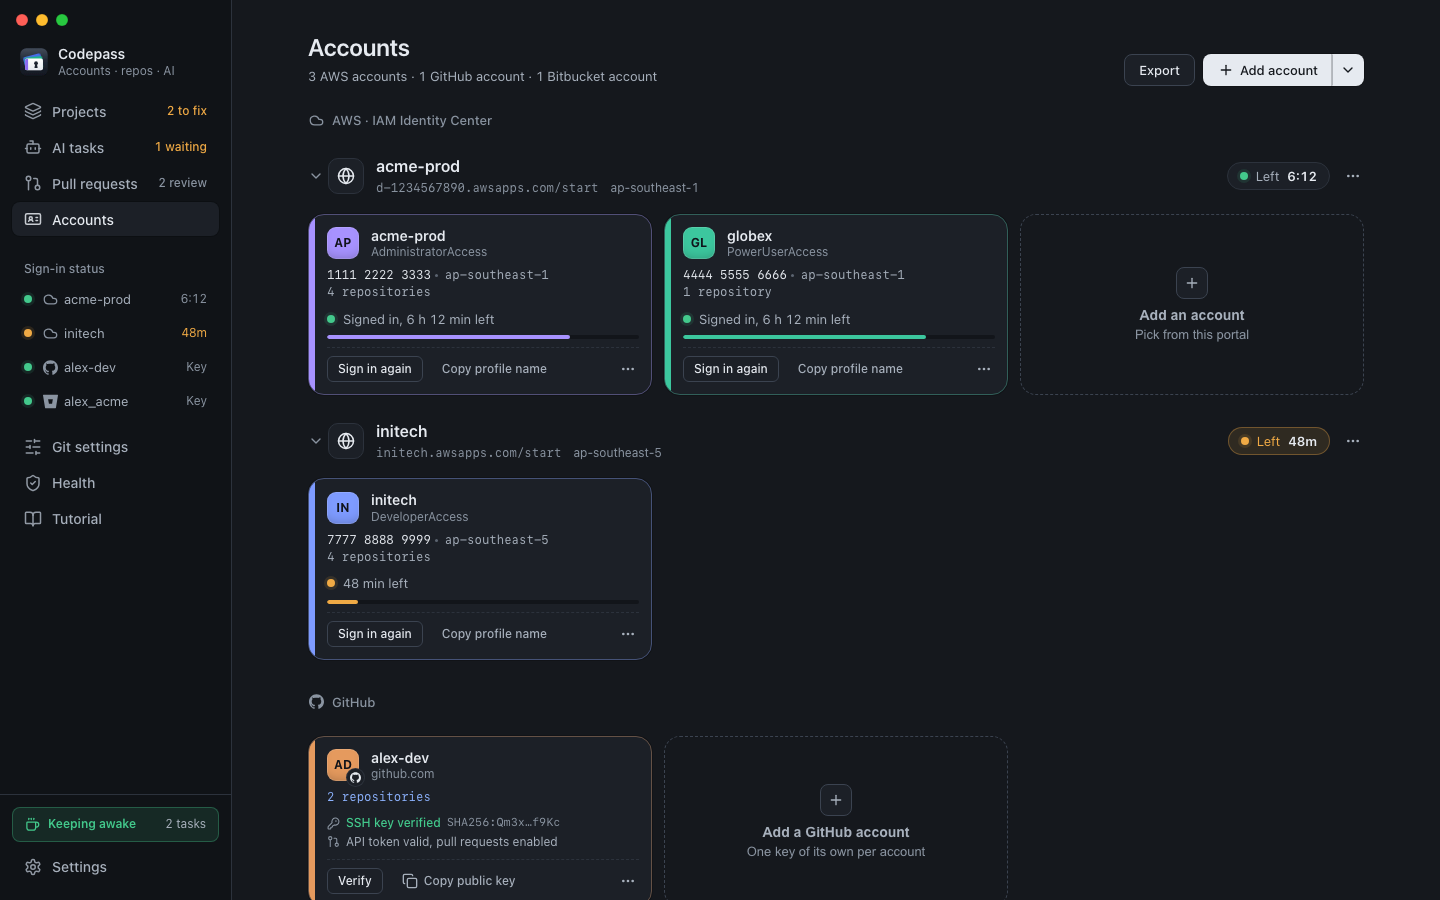 Codepass
Accounts · repos · AI
Projects 2 to fix
AI tasks 1 waiting
Pull requests 2 review
Accounts
Sign-in status
acme-prod 6:12
initech 48m
alex-dev Key
alex_acme Key
Git settings
Health
Tutorial
Keeping awake 2 tasks
Settings
Accounts
3 AWS accounts · 1 GitHub account · 1 Bitbucket account
Export
Add account
AWS · IAM Identity Center
acme-prod
d-1234567890.awsapps.com/start ap-southeast-1
Left 6:12
AP
acme-prod
AdministratorAccess
1111 2222 3333 • ap-southeast-1
4 repositories
Signed in, 6 h 12 min left
Sign in again Copy profile name
GL
globex
PowerUserAccess
4444 5555 6666 • ap-southeast-1
1 repository
Signed in, 6 h 12 min left
Sign in again Copy profile name
Add an account
Pick from this portal
initech
initech.awsapps.com/start ap-southeast-5
Left 48m
IN
initech
DeveloperAccess
7777 8888 9999 • ap-southeast-5
4 repositories
48 min left
Sign in again Copy profile name
GitHub
AD
alex-dev
github.com
2 repositories
SSH key verified SHA256:Qm3x…f9Kc
API token valid, pull requests enabled
Verify Copy public key
Add a GitHub account
One key of its own per account